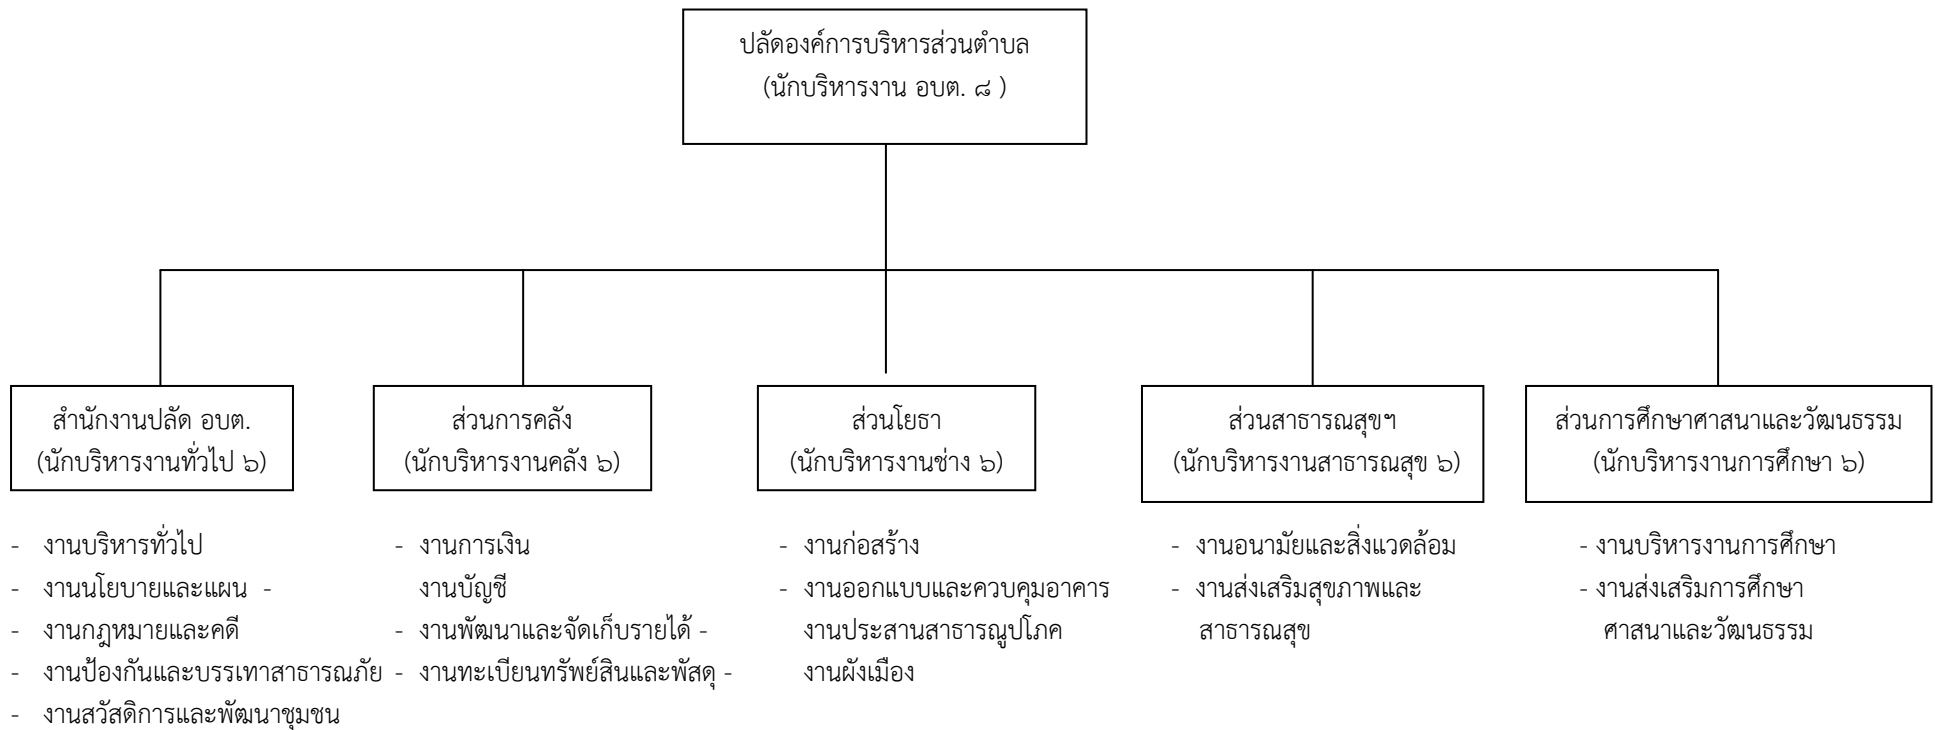 ปลัดองค์การบริหารส่วนตำบล
(นักบริหารงาน อบต. ๘ )
สำนักงานปลัด อบต.
(นักบริหารงานทั่วไป ๖)
- งานบริหารทั่วไป
- งานนโยบายและแผน -
- งานกฎหมายและคดี
- งานป้องกันและบรรเทาสาธารณภัย
- งานสวัสดิการและพัฒนาชุมชน
ส่วนการคลัง
(นักบริหารงานคลัง ๖)
- งานการเงิน
งานบัญชี
- งานพัฒนาและจัดเก็บรายได้ -
- งานทะเบียนทรัพย์สินและพัสดุ -
ส่วนโยธา
(นักบริหารงานช่าง ๖)
- งานก่อสร้าง
- งานออกแบบและควบคุมอาคาร
งานประสานสาธารณูปโภค
งานผังเมือง
ส่วนสาธารณสุขฯ
(นักบริหารงานสาธารณสุข ๖)
- งานอนามัยและสิ่งแวดล้อม
- งานส่งเสริมสุขภาพและ
สาธารณสุข
ส่วนการศึกษาศาสนาและวัฒนธรรม
(นักบริหารงานการศึกษา ๖)
- งานบริหารงานการศึกษา
- งานส่งเสริมการศึกษา
ศาสนาและวัฒนธรรม